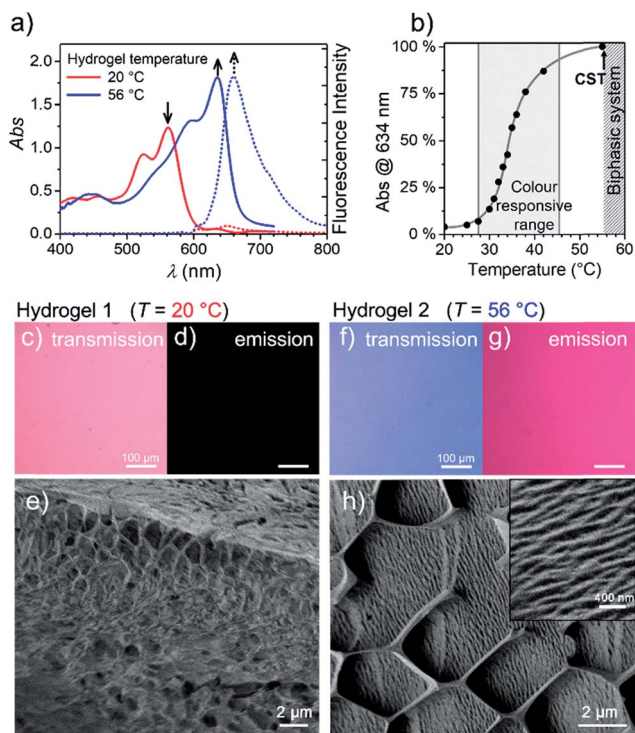 a)
Hydrogel temperature
20 °C
56 °C
2.0
1.5
1.0
0.5
0.0
Abs
400 500 600 700 800
λ (nm)
Fluorescence Intensity
b)
100 %
75 %
50 %
25 %
0 %
Abs @ 634 nm
CST
Biphasic system
Colour
responsive
range
20 30 40 50 60
Temperature (°C)
Hydrogel 1 (T = 20 °C)
c) transmission
100 µm
d) emission
Hydrogel 2 (T = 56 °C)
f) transmission
100 µm
g) emission
e)
2 µm
h)
400 nm
2 µm